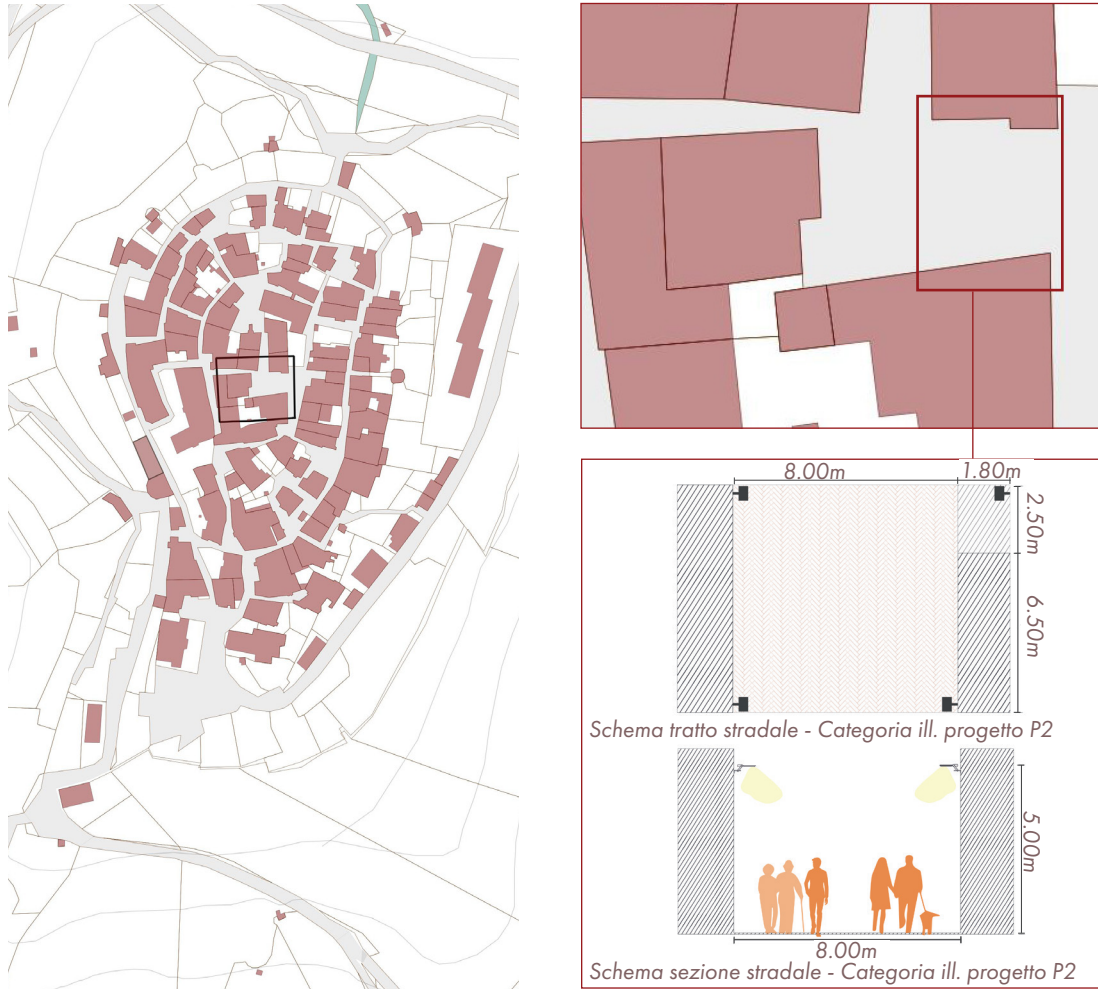 8.00m
1.80m
2.50m
6.50m
Schema tratto stradale - Categoria ill. progetto P2
5.00m
8.00m
Schema sezione stradale - Categoria ill. progetto P2